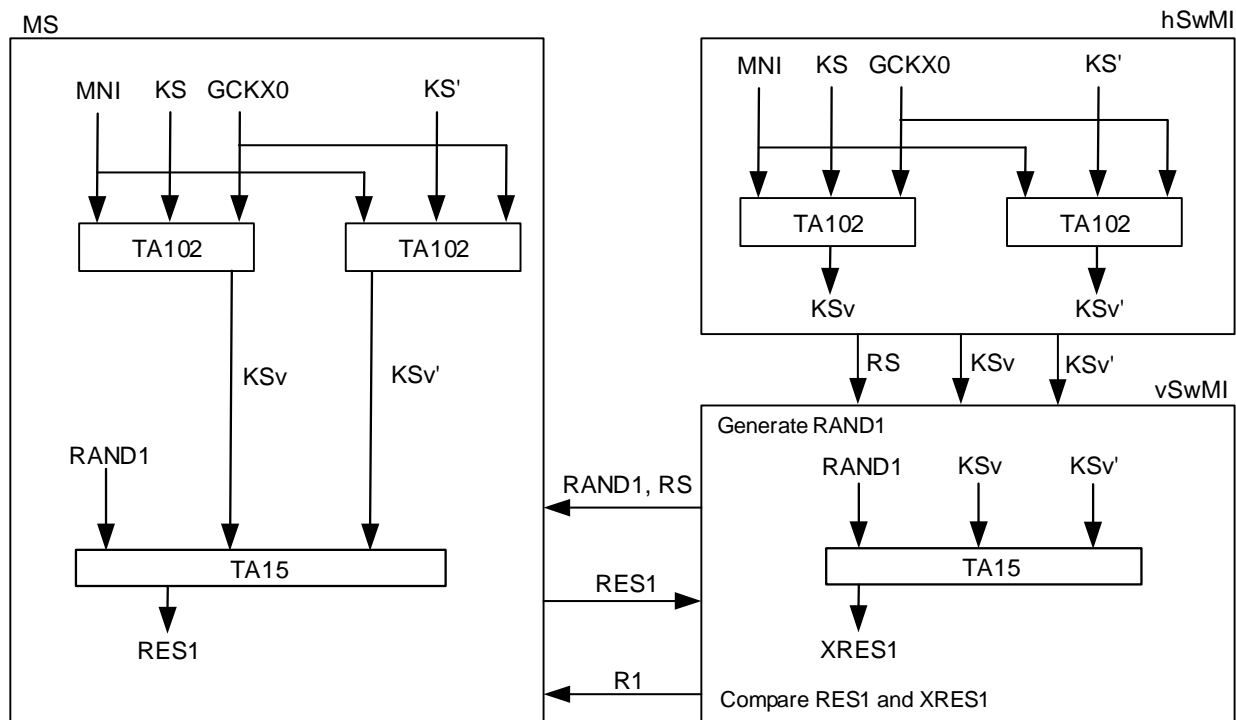 MS
hSwMI
MNI KS GCKX0 KS'
MNI KS GCKX0 KS'
TA102 TA102
TA102 TA102
KSv KSv'
KSv KSv'
RS KSv KSv'
vSwMI
Generate RAND1
RAND1
RAND1, RS
RAND1 KSv KSv'
TA15
TA15
RES1
RES1
XRES1
R1
Compare RES1 and XRES1